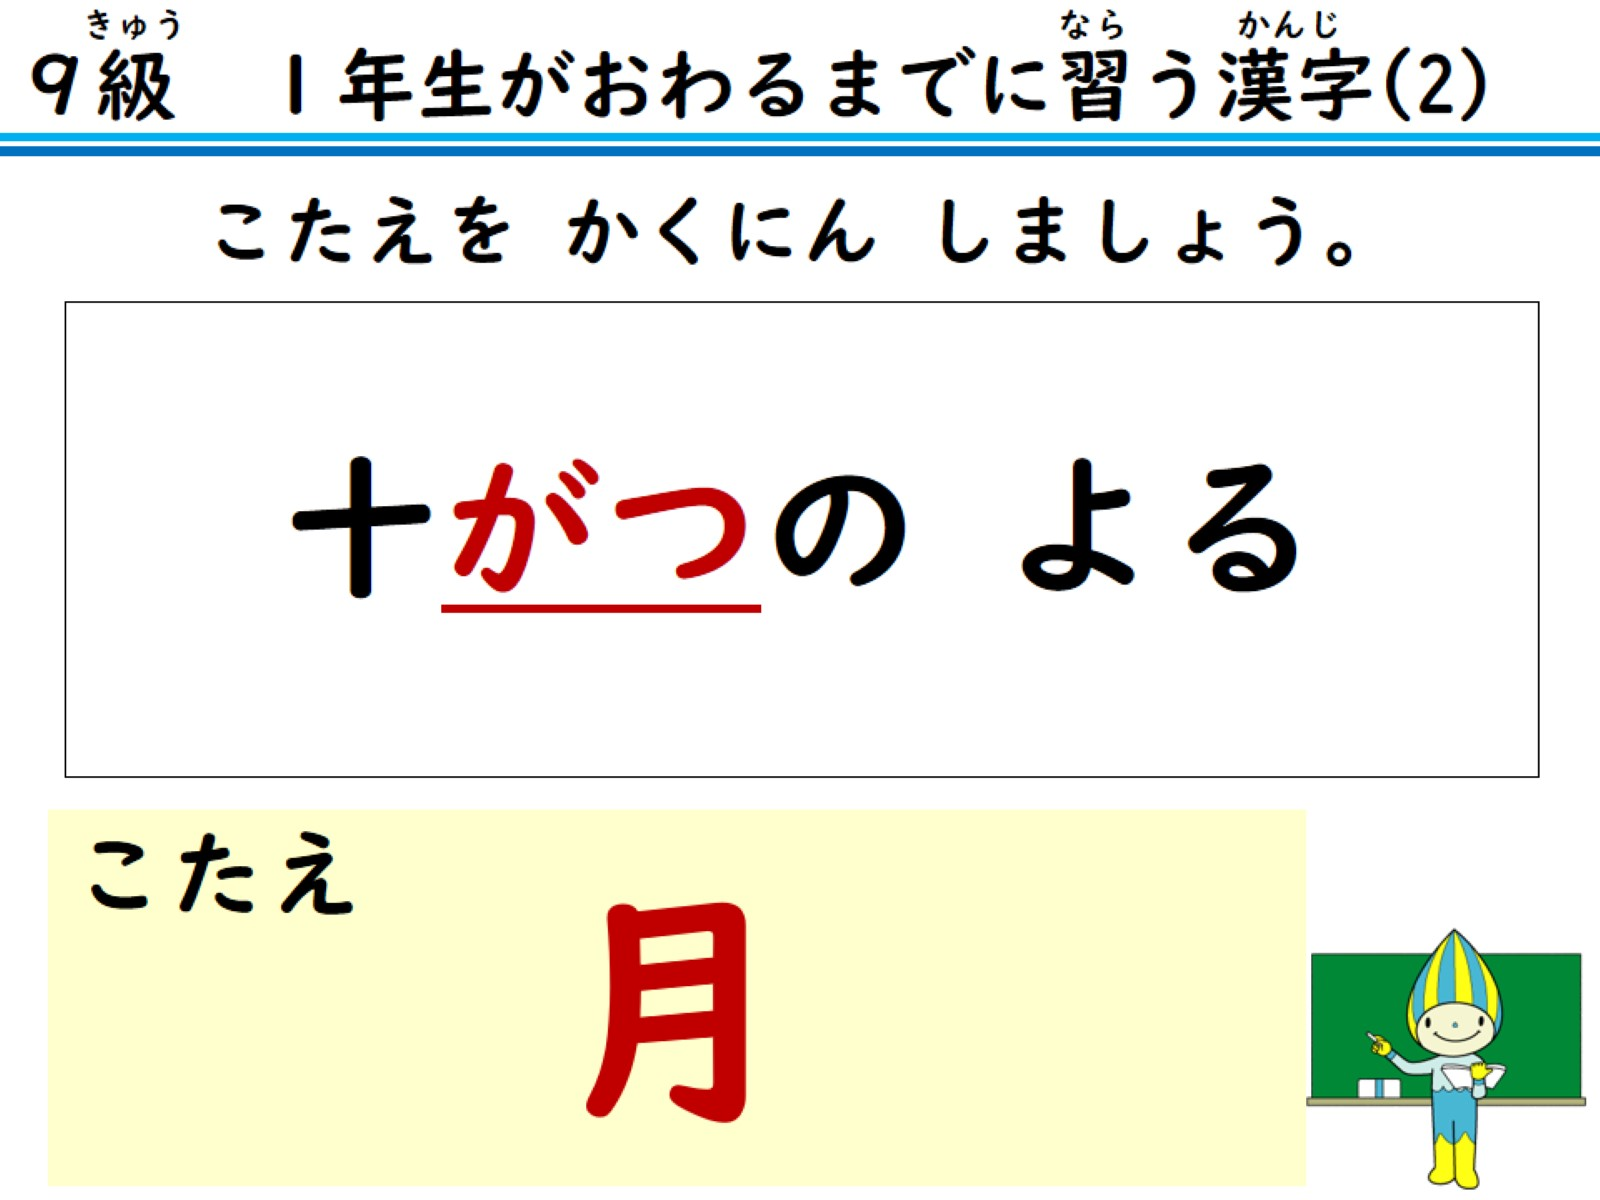 ９級　１年生がおわるまでに習う漢字(2)
きゅう　なら　かんじ
こたえを かくにん しましょう。
十がつの よる
こたえ
月